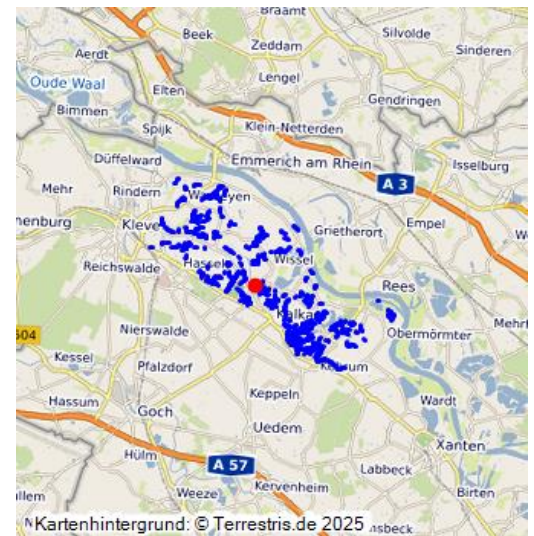 Braamt
Beek
Silvolde
Aerdt
Zeddam
Sinderen
Oude Waal
Lengel
Elten
Gendringen
Bimmen
Spijk
Klein-Netterden
Düffelward
Emmerich am Rhein
Isselburg
A 3
Mehr
Rindern
Empel
Kleve
Grietherort
Wissel
Reichswalde
Rees
504
Nierswalde
Obermörmter
Kessel
Pfalzdorf
Hassum
Keppeln
Wardt
Goch
Uedem
Xanten
Hülm
A 57
Labbeck
Weeze
Kervenheim
Birten
Kartenhintergrund: © Terrestris.de 2025